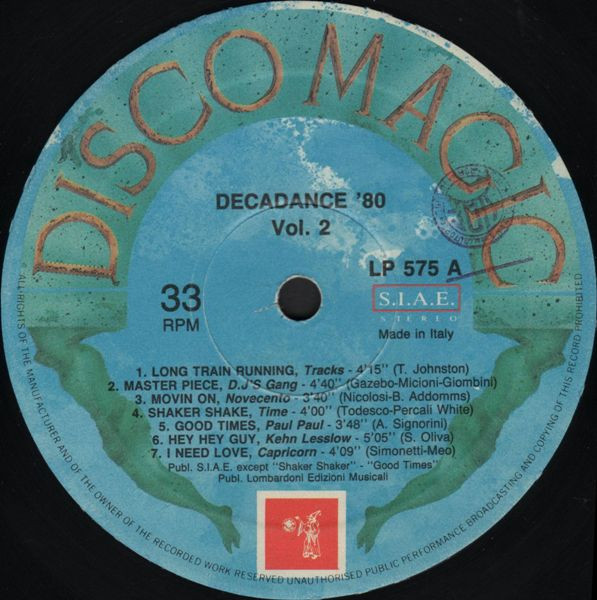 DISCO MAGIC
DECADANCE '80
Vol. 2
LP 575 A
33
RPM
S.I.A.E.
STEREO
Made in Italy
1. LONG TRAIN RUNNING, Tracks - 4'15" (T. Johnston)
2. MASTER PIECE, D.J'S Gang - 4'40" (Gazebo-Micioni-Giombini)
3. MOVIN ON, Novecento - 3'40" (Nicolosi-B. Addomms)
4. SHAKER SHAKE, Time - 4'00" (Todesco-Percali White)
5. GOOD TIMES, Paul Paul - 3'48" (A. Signorini)
6. HEY HEY GUY, Kehn Lesslow - 5'05" (S. Oliva)
7. I NEED LOVE, Capricorn - 4'09" (Simonetti-Meo)
Publ. S.I.A.E. except "Shaker Shaker" - "Good Times"
Publ. Lombardoni Edizioni Musicali
ALL RIGHTS OF THE MANUFACTURER AND OF THE OWNER OF THE RECORDED WORK RESERVED UNAUTHORISED PUBLIC PERFORMANCE BROADCASTING AND COPYING OF THIS RECORD PROHIBITED